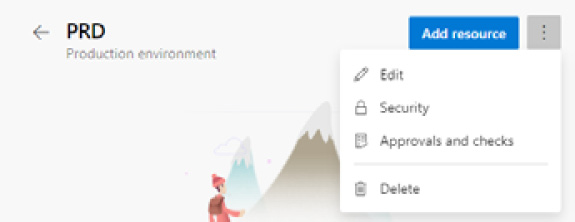 PRD
Add resource
Production environment
Edit
Security
Approvals and checks
Delete